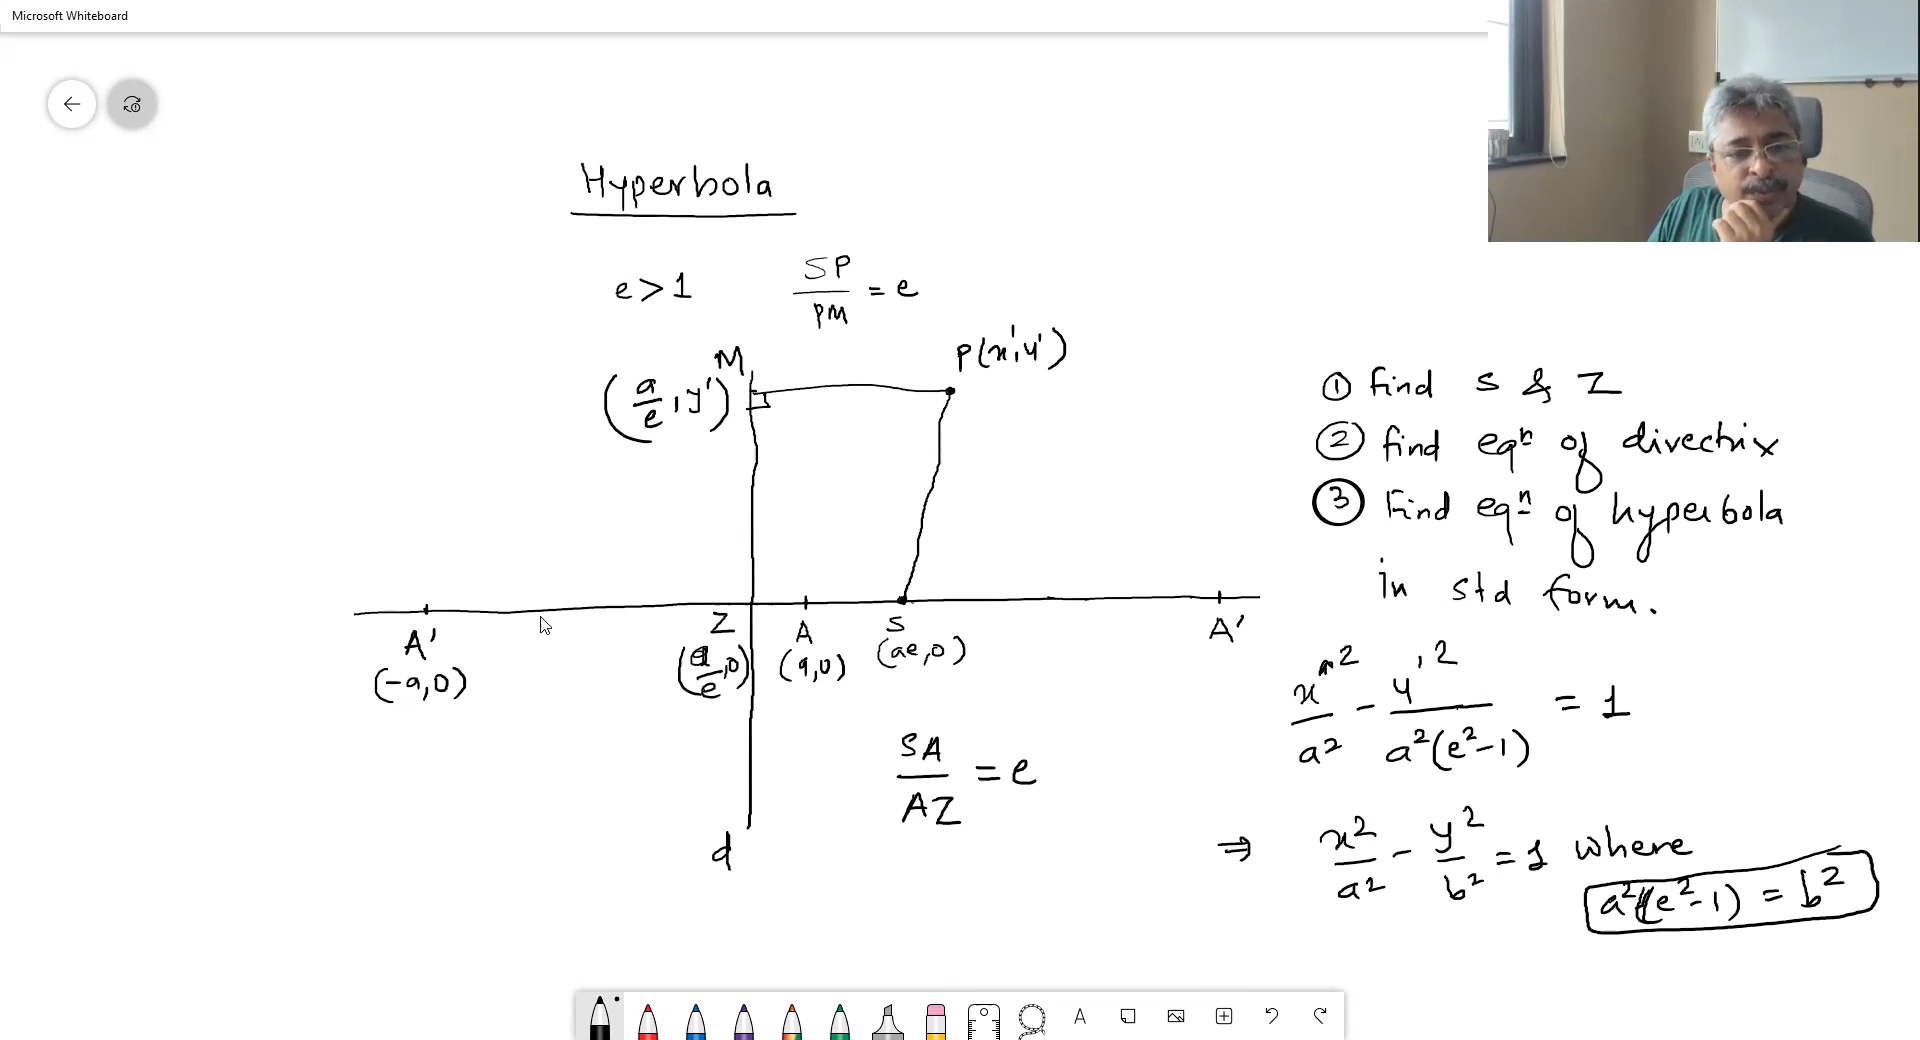 Microsoft Whiteboard
Hyperbola
e > 1
SP/PM = e
M
P(x',y')
(a/e, y')
A'
(-a,0)
Z
(a/e,0)
A
(a,0)
S
(ae,0)
A'
SA/AZ = e
d
① find S & Z
② find eqⁿ of directrix
③ Find eqⁿ of hyperbola
in std form.
x'²/a² - y'²/a²(e²-1) = 1
⇒ x²/a² - y²/b² = 1 where
a²(e²-1) = b²
A